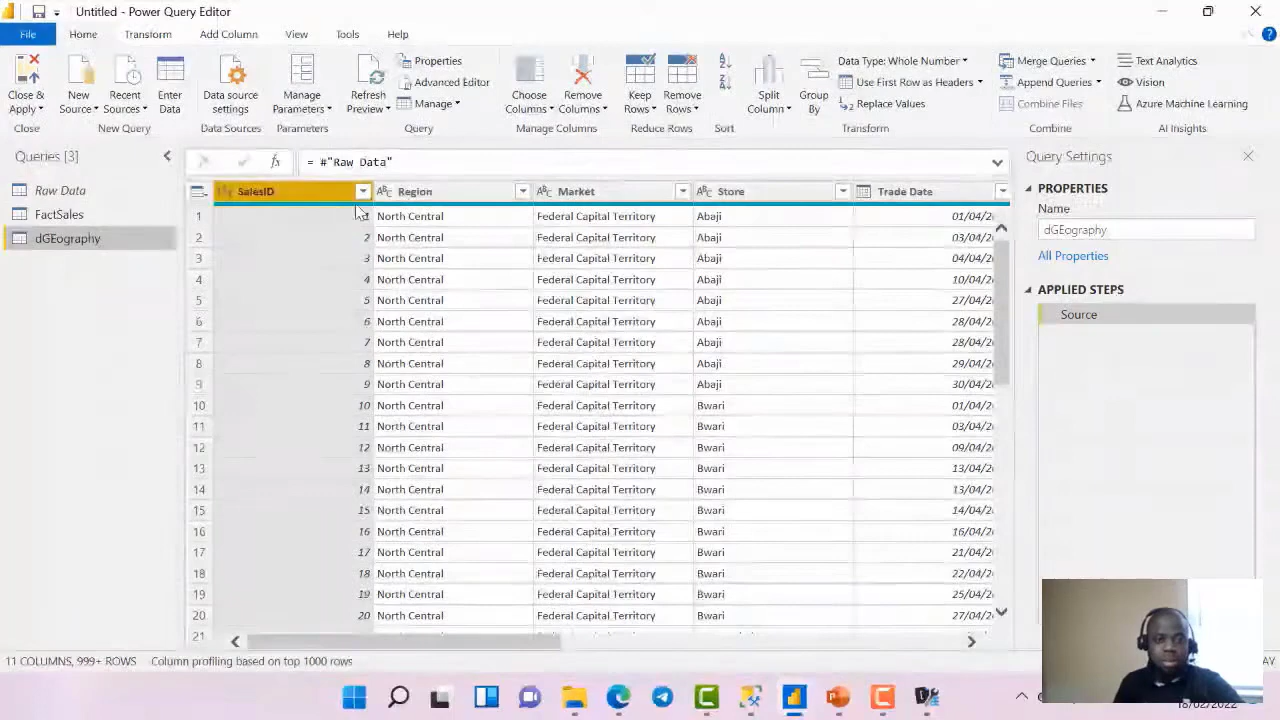 Untitled - Power Query Editor
File Home Transform Add Column View Tools Help
Close & Apply
New Source
Recent Sources
Enter Data
Data source settings
Manage Parameters
Refresh Preview
Properties
Advanced Editor
Manage
Choose Columns
Remove Columns
Keep Rows
Remove Rows
Split Column
Group By
Data Type: Whole Number
Use First Row as Headers
Replace Values
Merge Queries
Append Queries
Combine Files
Text Analytics
Vision
Azure Machine Learning
Close New Query Data Sources Parameters Query Manage Columns Reduce Rows Sort Transform Combine AI Insights
Queries [3]
Raw Data
FactSales
dGEography
= #"Raw Data"
SalesID Region Market Store Trade Date
1 1 North Central Federal Capital Territory Abaji 01/04/2
2 2 North Central Federal Capital Territory Abaji 03/04/2
3 3 North Central Federal Capital Territory Abaji 04/04/2
4 4 North Central Federal Capital Territory Abaji 10/04/2
5 5 North Central Federal Capital Territory Abaji 27/04/2
6 6 North Central Federal Capital Territory Abaji 28/04/2
7 7 North Central Federal Capital Territory Abaji 28/04/2
8 8 North Central Federal Capital Territory Abaji 29/04/2
9 9 North Central Federal Capital Territory Abaji 30/04/2
10 10 North Central Federal Capital Territory Bwari 01/04/2
11 11 North Central Federal Capital Territory Bwari 03/04/2
12 12 North Central Federal Capital Territory Bwari 09/04/2
13 13 North Central Federal Capital Territory Bwari 13/04/2
14 14 North Central Federal Capital Territory Bwari 13/04/2
15 15 North Central Federal Capital Territory Bwari 14/04/2
16 16 North Central Federal Capital Territory Bwari 16/04/2
17 17 North Central Federal Capital Territory Bwari 21/04/2
18 18 North Central Federal Capital Territory Bwari 22/04/2
19 19 North Central Federal Capital Territory Bwari 25/04/2
20 20 North Central Federal Capital Territory Bwari 27/04/2
21
Query Settings
PROPERTIES
Name
dGEography
All Properties
APPLIED STEPS
Source
11 COLUMNS, 999+ ROWS Column profiling based on top 1000 rows
18/02/2022